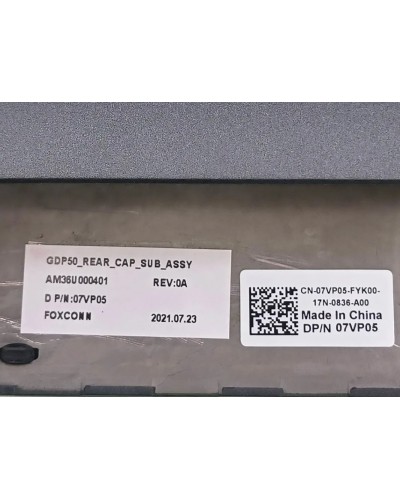 GDP50_REAR_CAP_SUB_ASSY
AM36U000401 REV:0A
D P/N:07VP05
FOXCONN 2021.07.23
CN-07VP05-FYK00-
17N-0836-A00
Made In China
DP/N 07VP05